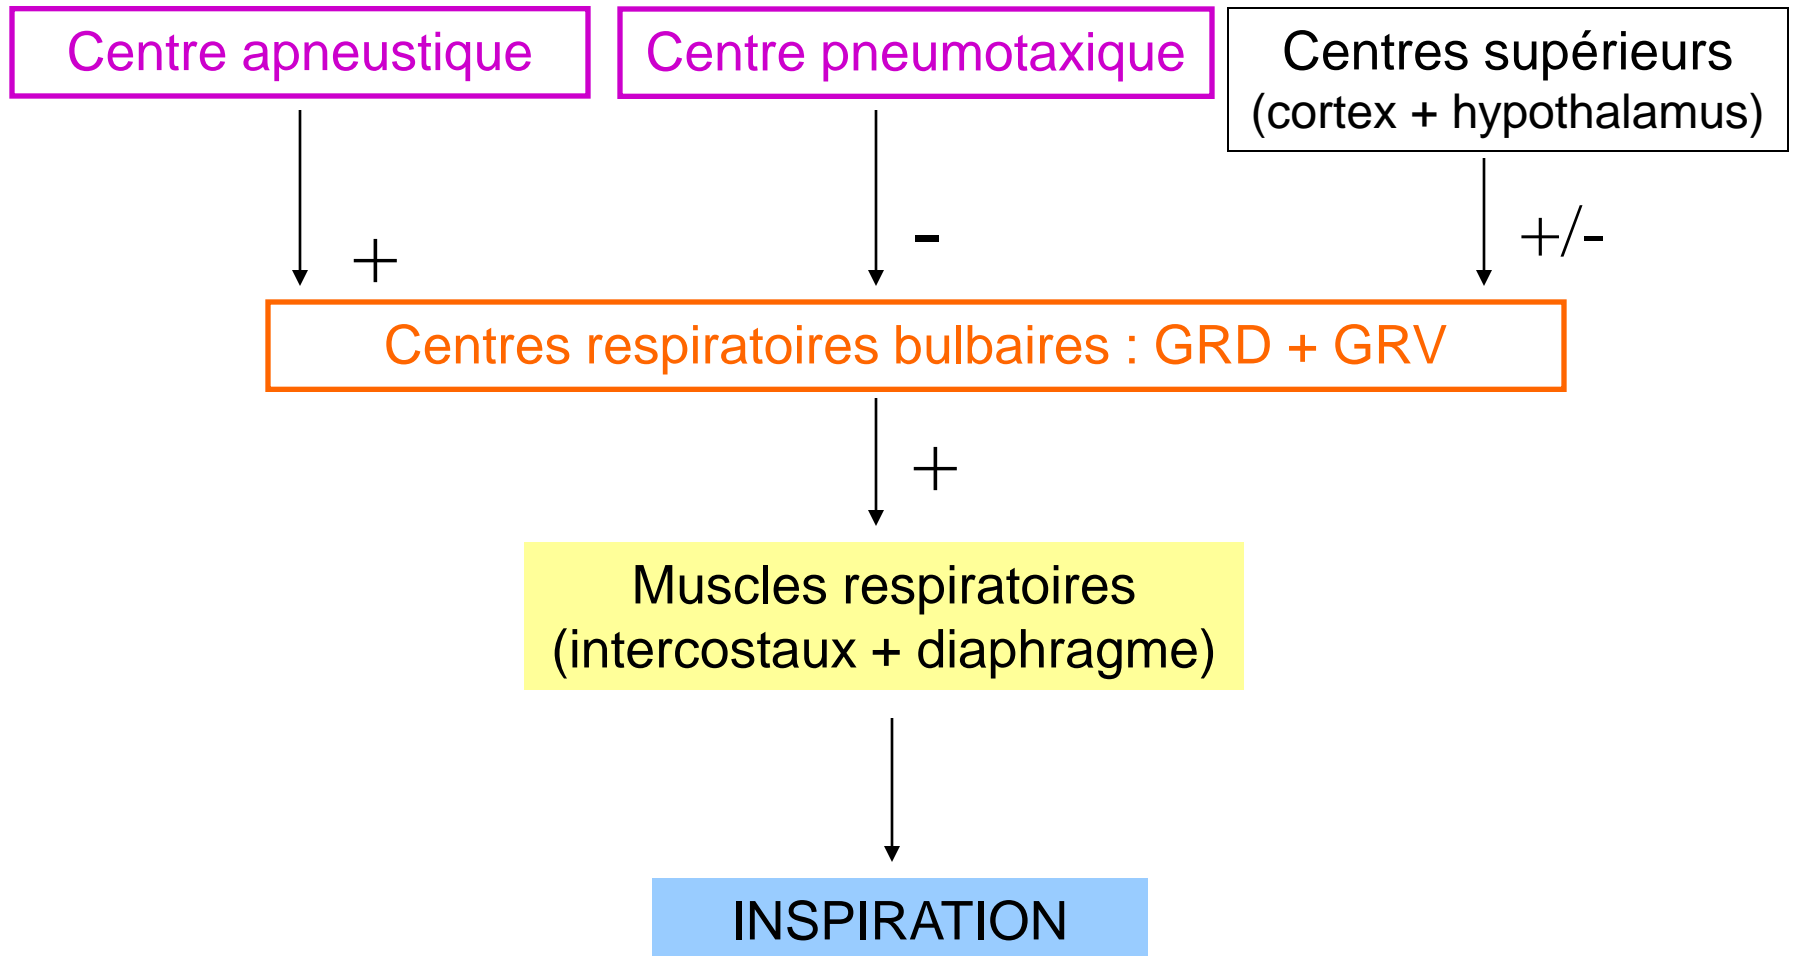 Centre apneustique
Centre pneumotaxique
Centres supérieurs
(cortex + hypothalamus)
+
-
+/-
Centres respiratoires bulbaires : GRD + GRV
+
Muscles respiratoires
(intercostaux + diaphragme)
INSPIRATION